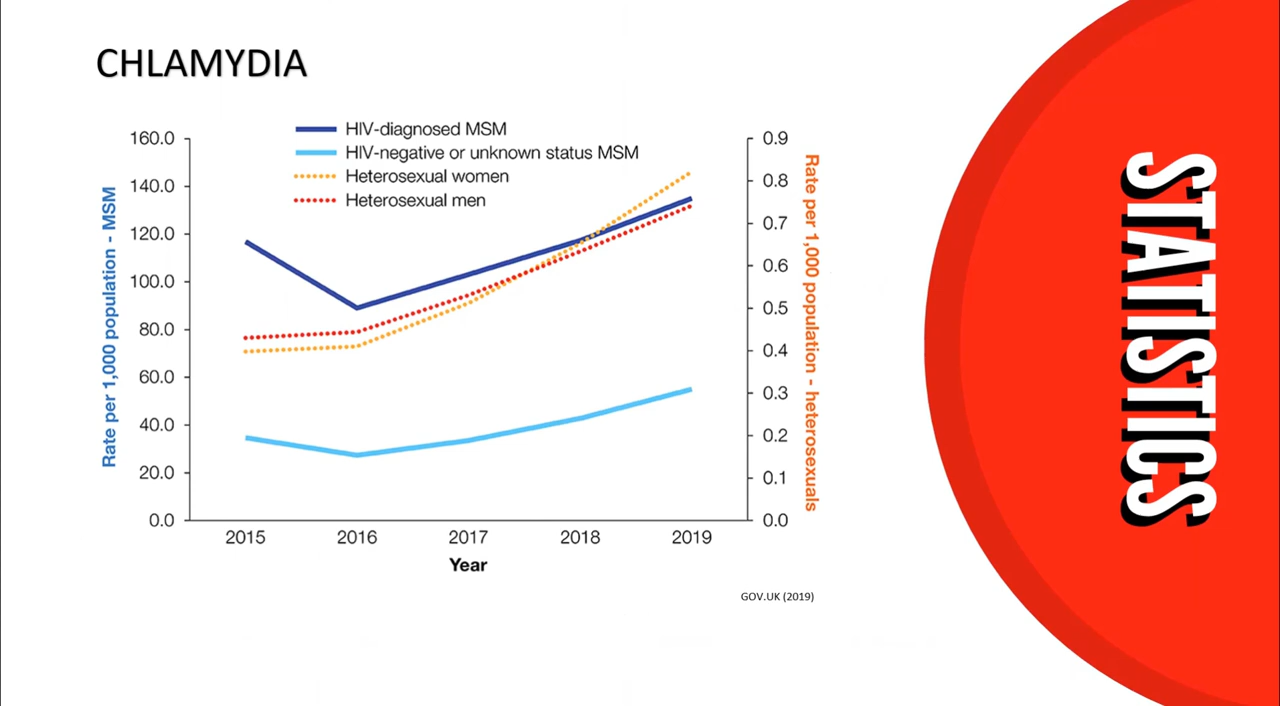 CHLAMYDIA
HIV-diagnosed MSM
HIV-negative or unknown status MSM
Heterosexual women
Heterosexual men
Rate per 1,000 population - MSM
160.0
140.0
120.0
100.0
80.0
60.0
40.0
20.0
0.0
0.9
0.8
0.7
0.6
0.5
0.4
0.3
0.2
0.1
0.0
Rate per 1,000 population - heterosexuals
2015 2016 2017 2018 2019
Year
GOV.UK (2019)
STATISTICS